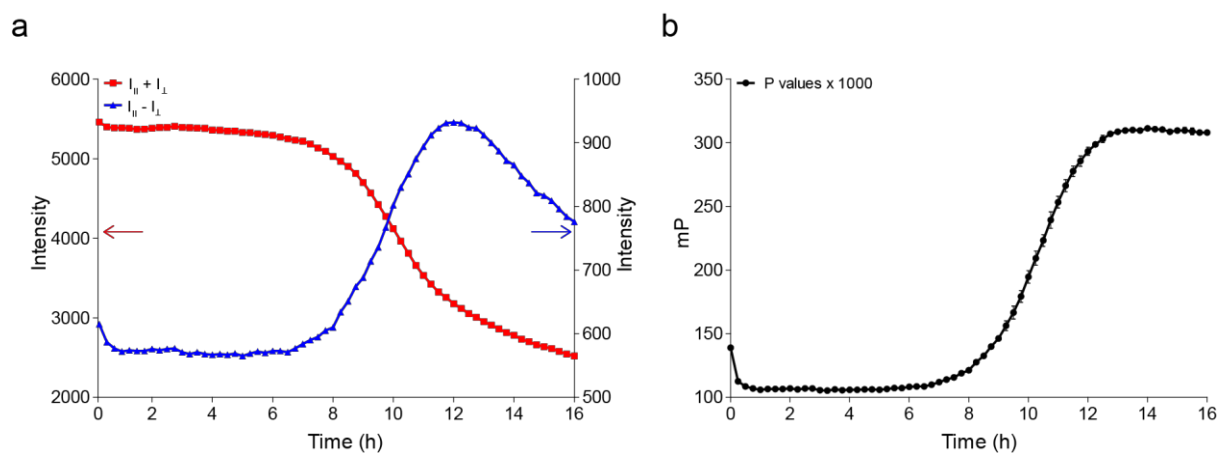 a
I|| + I⊥
I|| - I⊥
6000
5000
4000
3000
2000
Intensity
1000
900
800
700
600
500
Intensity
0 2 4 6 8 10 12 14 16
Time (h)
b
P values x 1000
350
300
250
200
150
100
mP
0 2 4 6 8 10 12 14 16
Time (h)